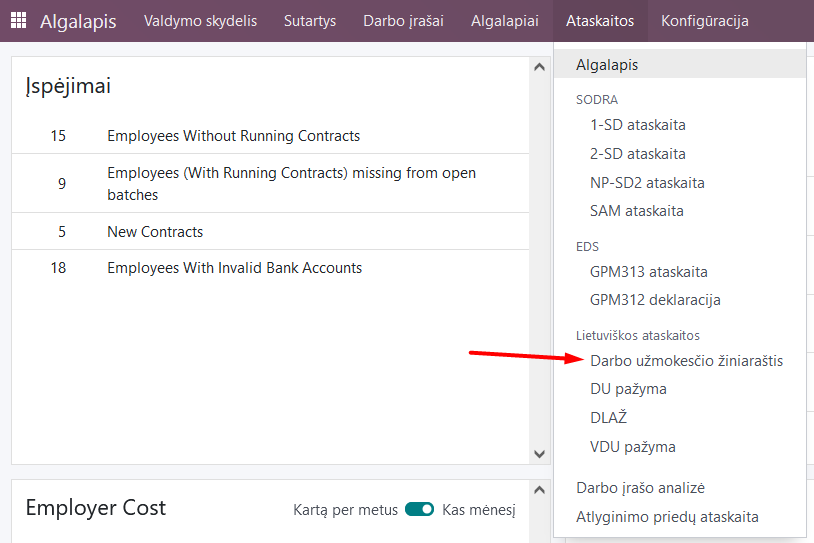 Algalapis Valdymo skydelis Sutartys Darbo įrašai Algalapiai Ataskaitos Konfigūracija
Įspėjimai
15 Employees Without Running Contracts
9 Employees (With Running Contracts) missing from open
batches
5 New Contracts
18 Employees With Invalid Bank Accounts
Employer Cost Kartą per metus Kas mėnesį
Algalapis
SODRA
1-SD ataskaita
2-SD ataskaita
NP-SD2 ataskaita
SAM ataskaita
EDS
GPM313 ataskaita
GPM312 deklaracija
Lietuviškos ataskaitos
Darbo užmokesčio žiniaraštis
DU pažyma
DLAŽ
VDU pažyma
Darbo įrašo analizė
Atlyginimo priedų ataskaita